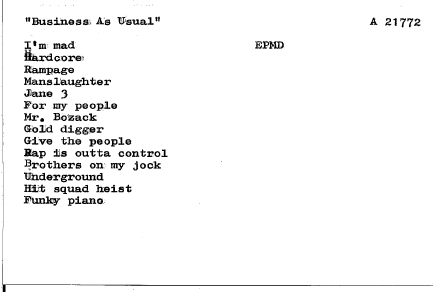 "Business As Usual" A 21772
I'm mad EPMD
Hardcore
Rampage
Manslaughter
Jane 3
For my people
Mr. Bozack
Gold digger
Give the people
Rap is outta control
Brothers on my jock
Underground
Hit squad heist
Funky piano